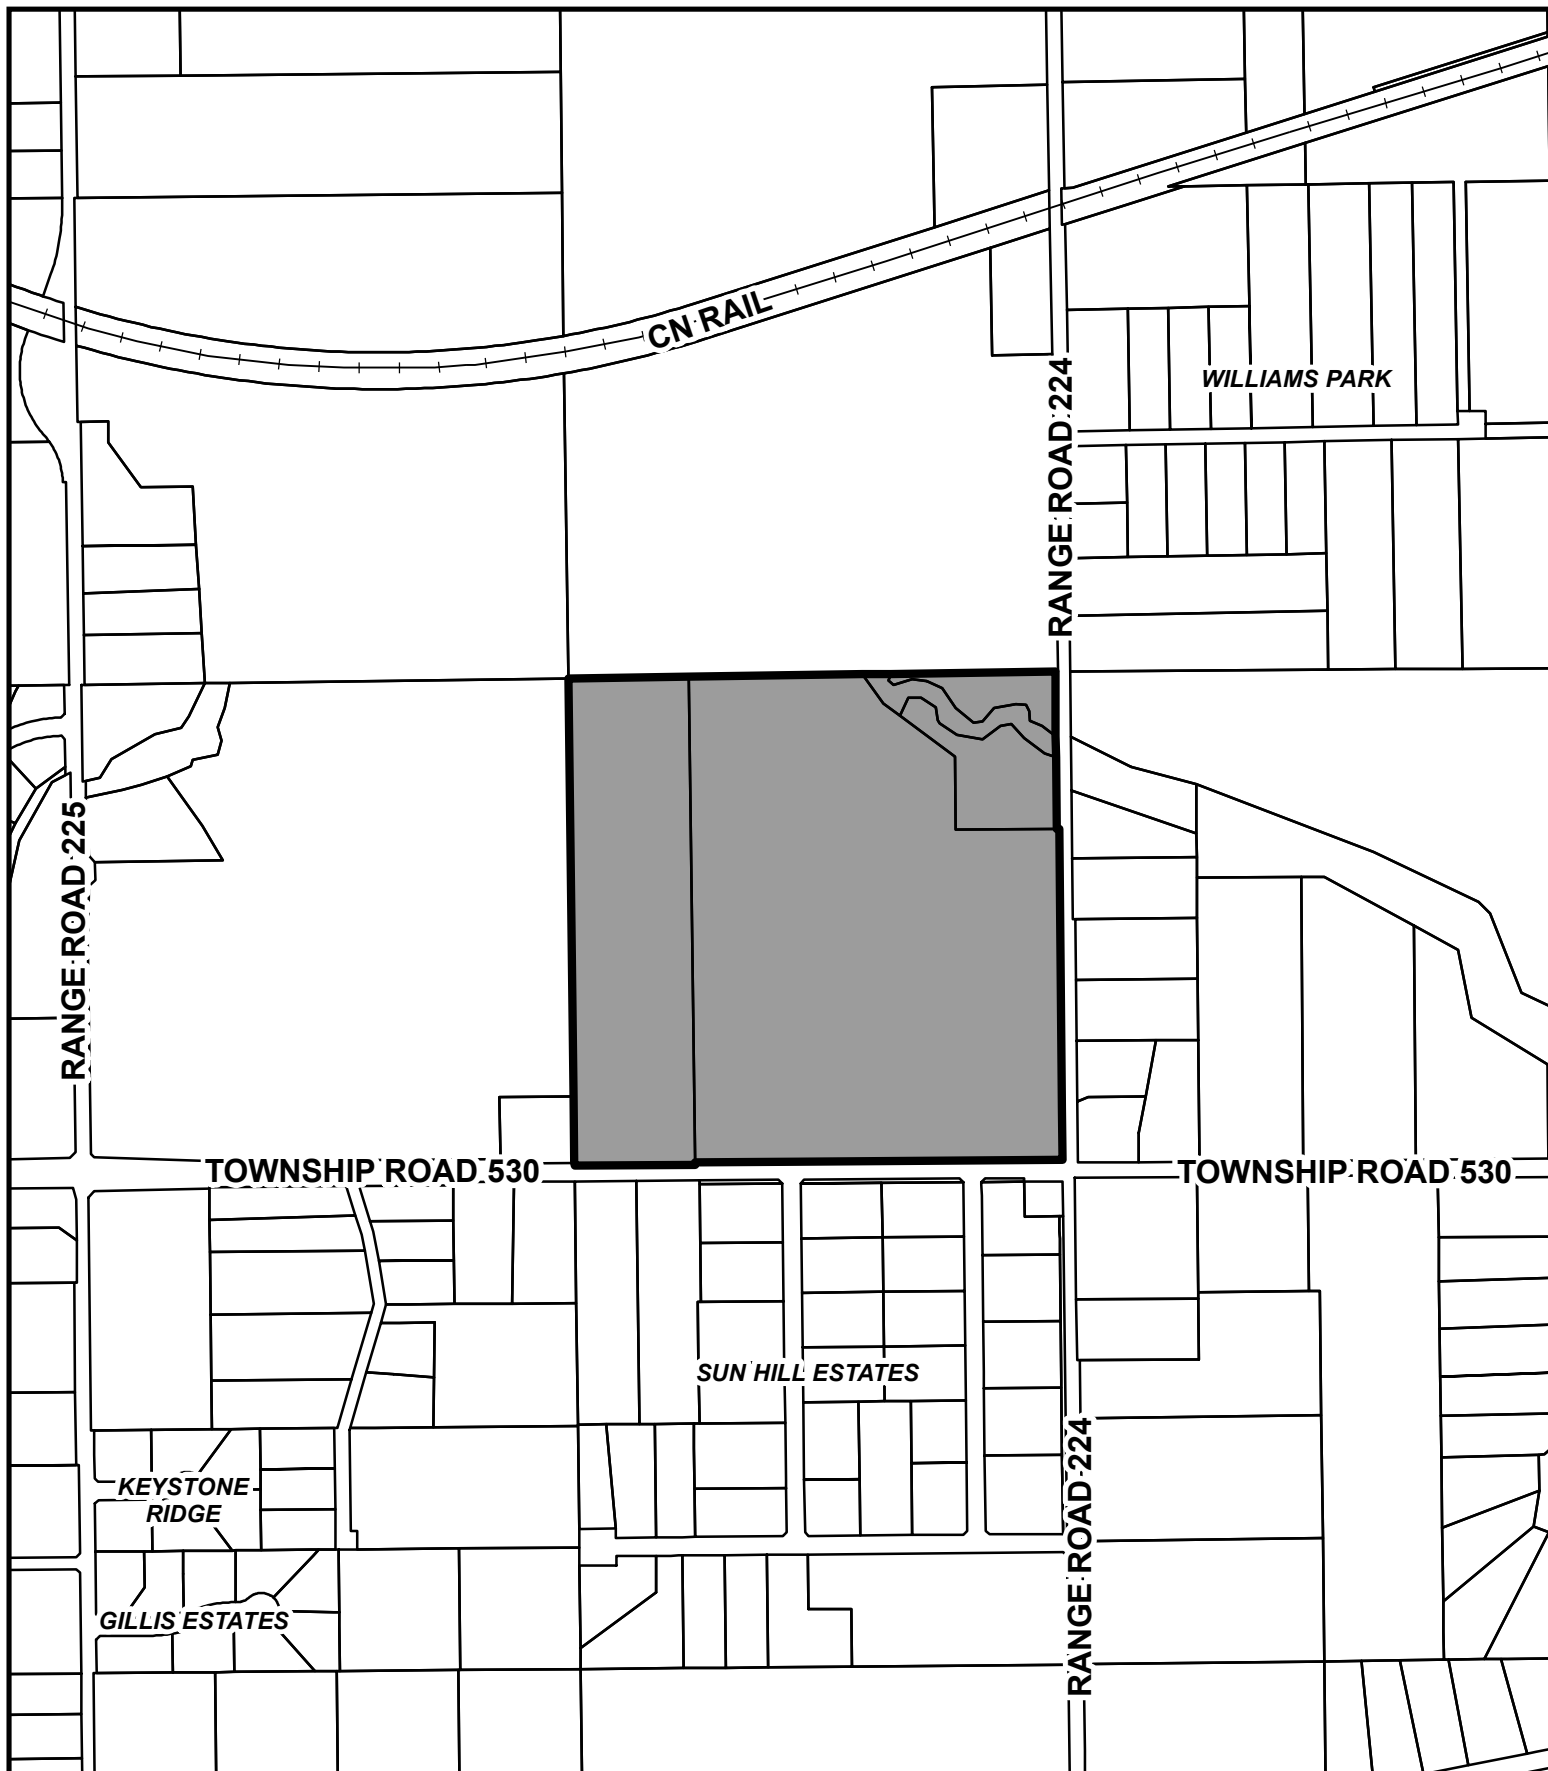 CN RAIL
WILLIAMS PARK
RANGE ROAD 224
RANGE ROAD 225
TOWNSHIP ROAD 530
TOWNSHIP ROAD 530
SUN HILL ESTATES
KEYSTONE
RIDGE
RANGE ROAD 224
GILLIS ESTATES